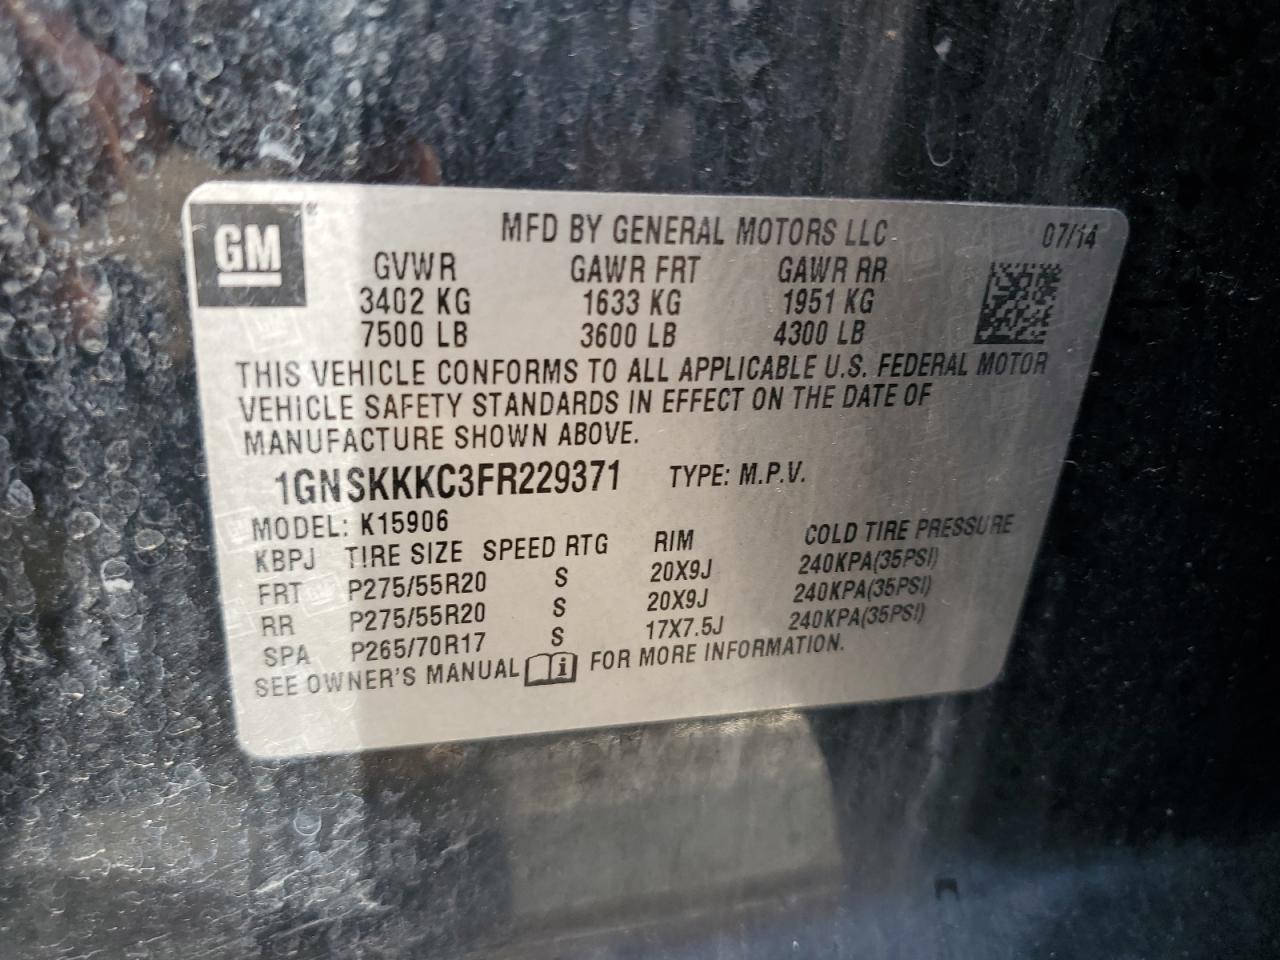 GM ®
MFD BY GENERAL MOTORS LLC 07/14
GVWR GAWR FRT GAWR RR
3402 KG 1633 KG 1951 KG
7500 LB 3600 LB 4300 LB
THIS VEHICLE CONFORMS TO ALL APPLICABLE U.S. FEDERAL MOTOR
VEHICLE SAFETY STANDARDS IN EFFECT ON THE DATE OF
MANUFACTURE SHOWN ABOVE.
1GNSKKKC3FR229371 TYPE: M.P.V.
MODEL: K15906
KBPJ TIRE SIZE SPEED RTG RIM COLD TIRE PRESSURE
FRT P275/55R20 S 20X9J 240KPA(35PSI)
RR P275/55R20 S 20X9J 240KPA(35PSI)
SPA P265/70R17 S 17X7.5J 240KPA(35PSI)
SEE OWNER'S MANUAL i FOR MORE INFORMATION.